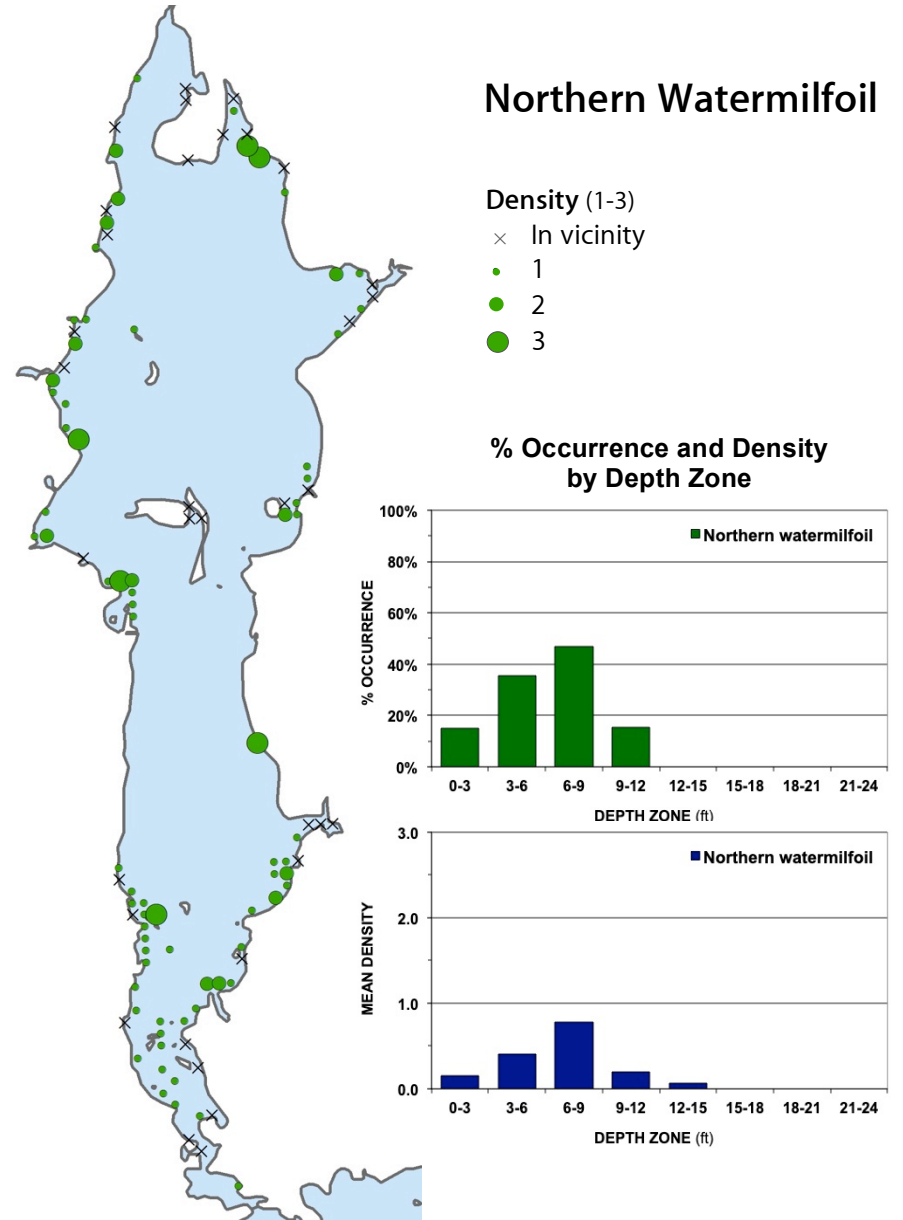 Northern Watermilfoil
Density (1-3)
In vicinity
1
2
3
% Occurrence and Density
by Depth Zone
100%
80%
60%
40%
20%
0%
% OCCURRENCE
Northern watermilfoil
0-3 3-6 6-9 9-12 12-15 15-18 18-21 21-24
DEPTH ZONE (ft)
3.0
2.0
1.0
0.0
MEAN DENSITY
Northern watermilfoil
0-3 3-6 6-9 9-12 12-15 15-18 18-21 21-24
DEPTH ZONE (ft)